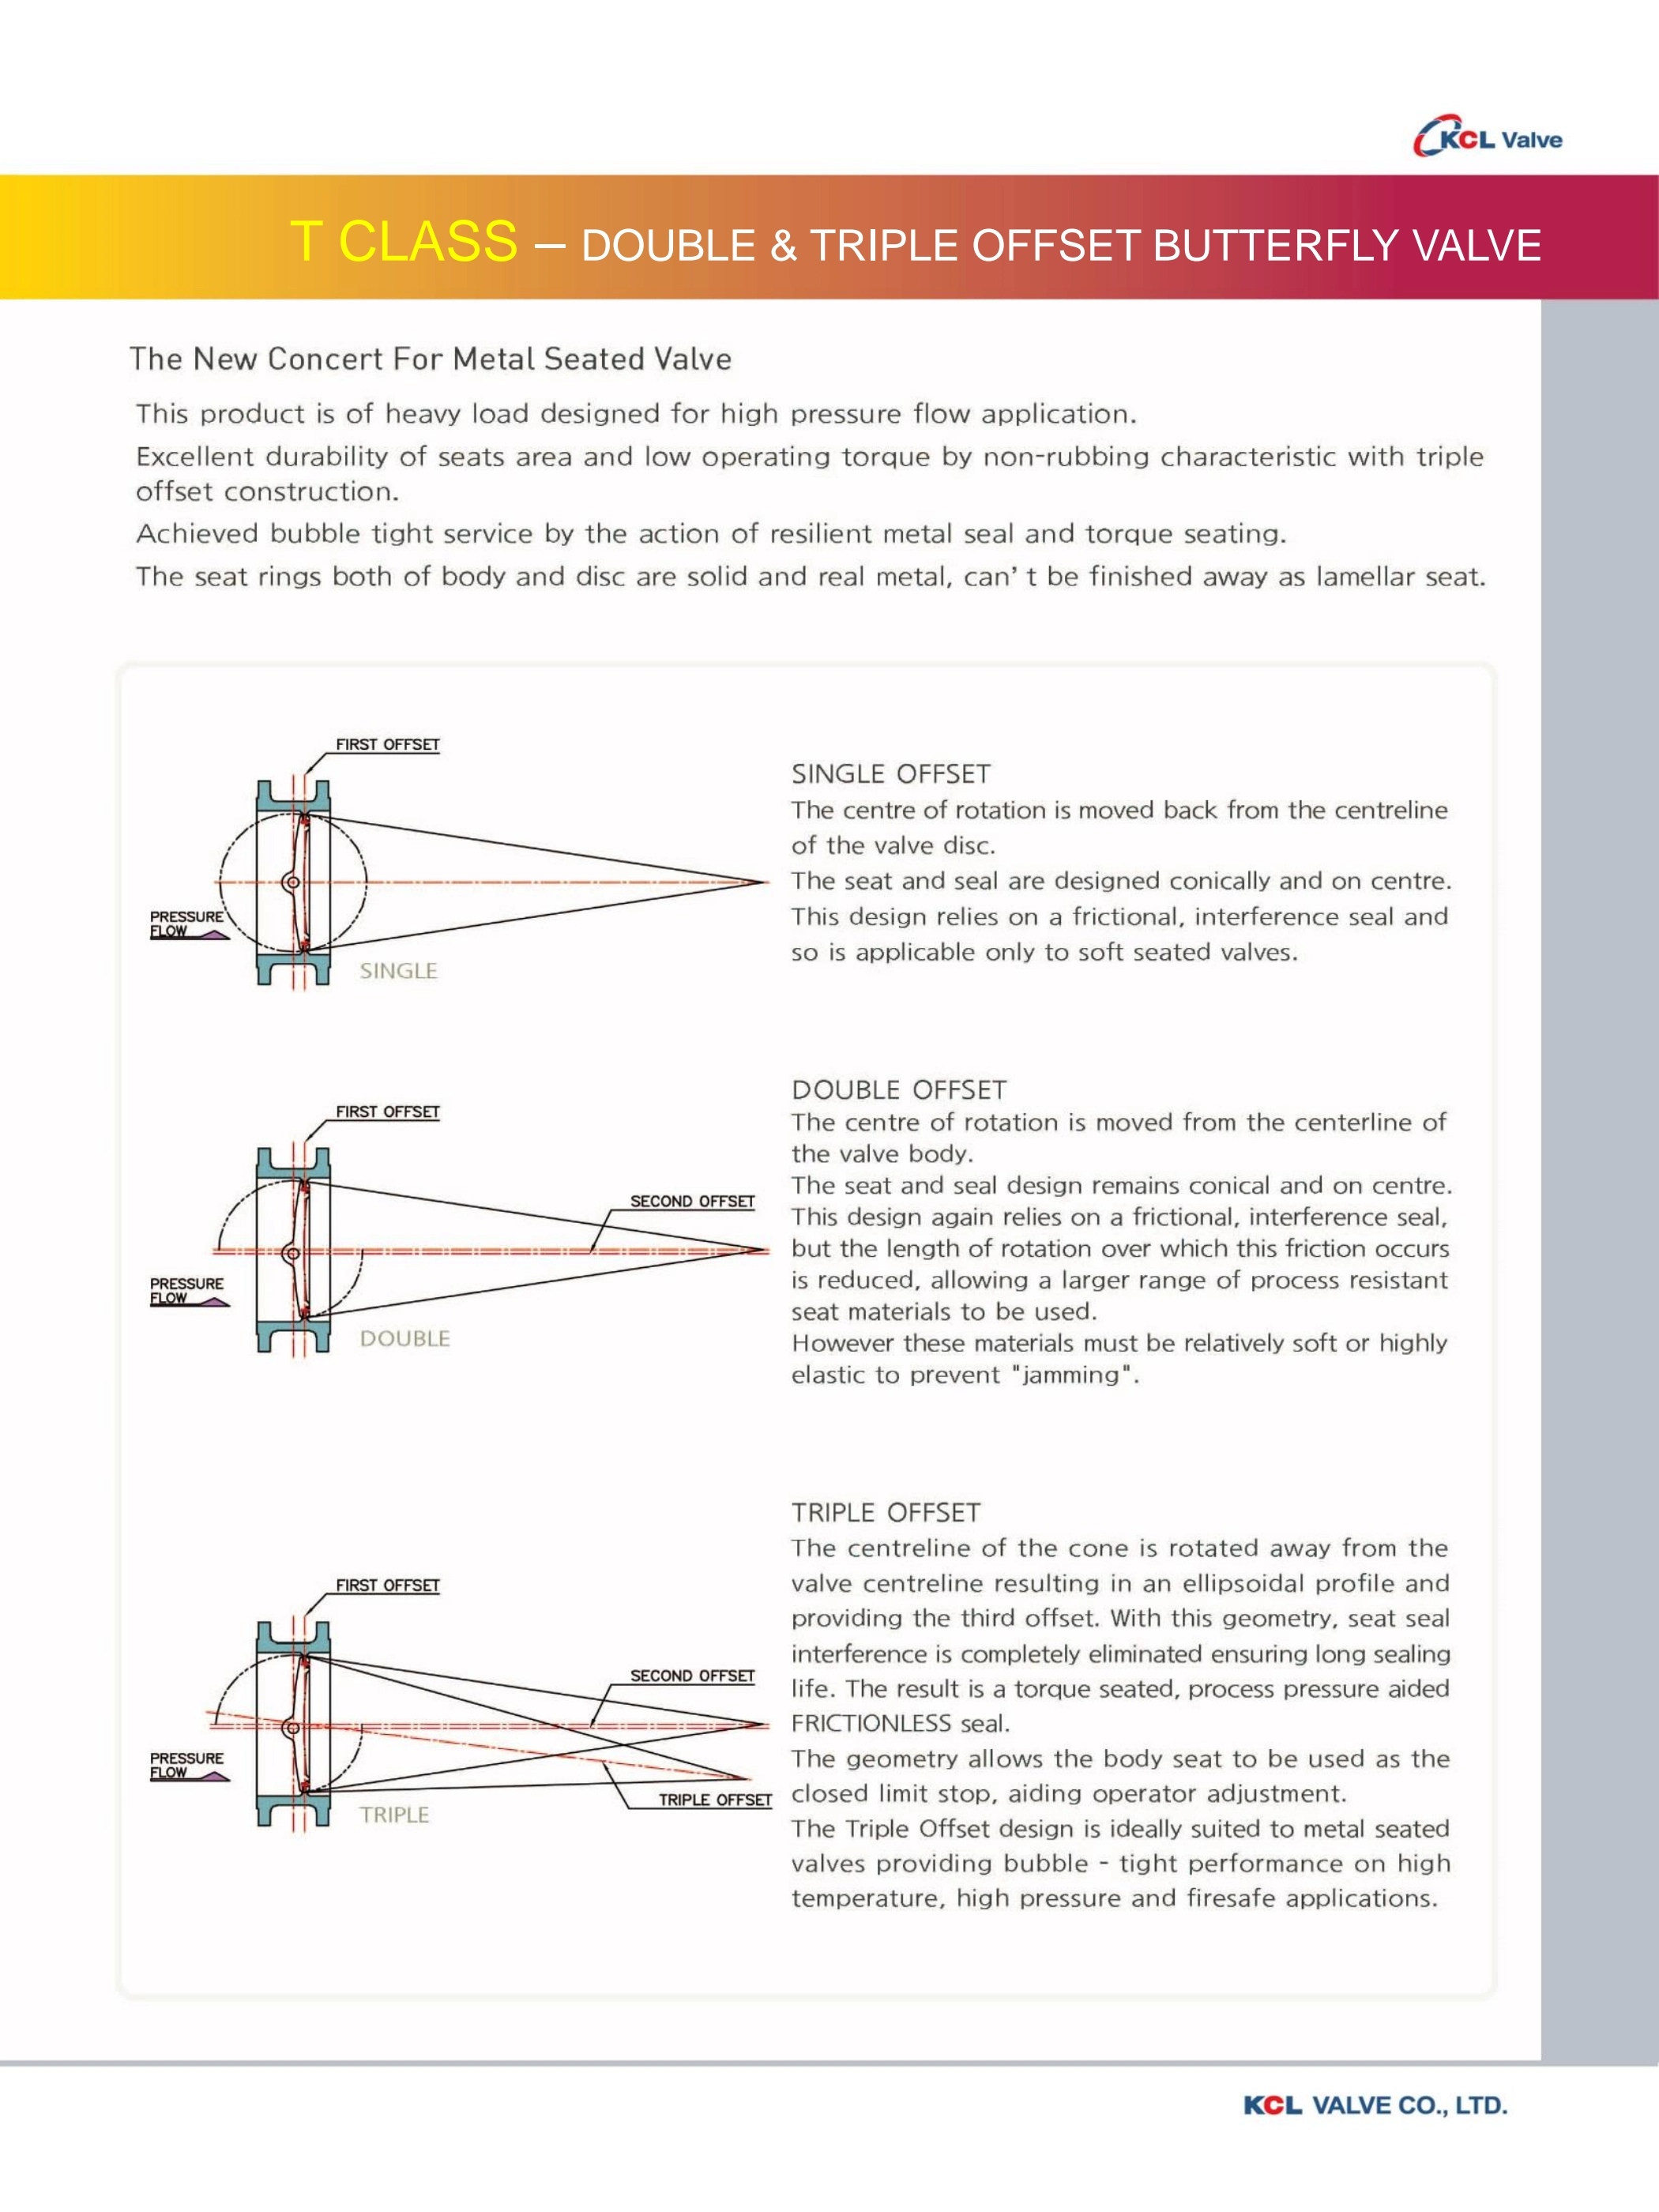 KCL Valve
T CLASS – DOUBLE & TRIPLE OFFSET BUTTERFLY VALVE
The New Concert For Metal Seated Valve
This product is of heavy load designed for high pressure flow application.
Excellent durability of seats area and low operating torque by non-rubbing characteristic with triple
offset construction.
Achieved bubble tight service by the action of resilient metal seal and torque seating.
The seat rings both of body and disc are solid and real metal, can’ t be finished away as lamellar seat.
FIRST OFFSET
PRESSURE
FLOW
SINGLE
SINGLE OFFSET
The centre of rotation is moved back from the centreline
of the valve disc.
The seat and seal are designed conically and on centre.
This design relies on a frictional, interference seal and
so is applicable only to soft seated valves.
FIRST OFFSET
SECOND OFFSET
PRESSURE
FLOW
DOUBLE
DOUBLE OFFSET
The centre of rotation is moved from the centerline of
the valve body.
The seat and seal design remains conical and on centre.
This design again relies on a frictional, interference seal,
but the length of rotation over which this friction occurs
is reduced, allowing a larger range of process resistant
seat materials to be used.
However these materials must be relatively soft or highly
elastic to prevent "jamming".
FIRST OFFSET
SECOND OFFSET
PRESSURE
FLOW
TRIPLE OFFSET
TRIPLE
TRIPLE OFFSET
The centreline of the cone is rotated away from the
valve centreline resulting in an ellipsoidal profile and
providing the third offset. With this geometry, seat seal
interference is completely eliminated ensuring long sealing
life. The result is a torque seated, process pressure aided
FRICTIONLESS seal.
The geometry allows the body seat to be used as the
closed limit stop, aiding operator adjustment.
The Triple Offset design is ideally suited to metal seated
valves providing bubble - tight performance on high
temperature, high pressure and firesafe applications.
KCL VALVE CO., LTD.